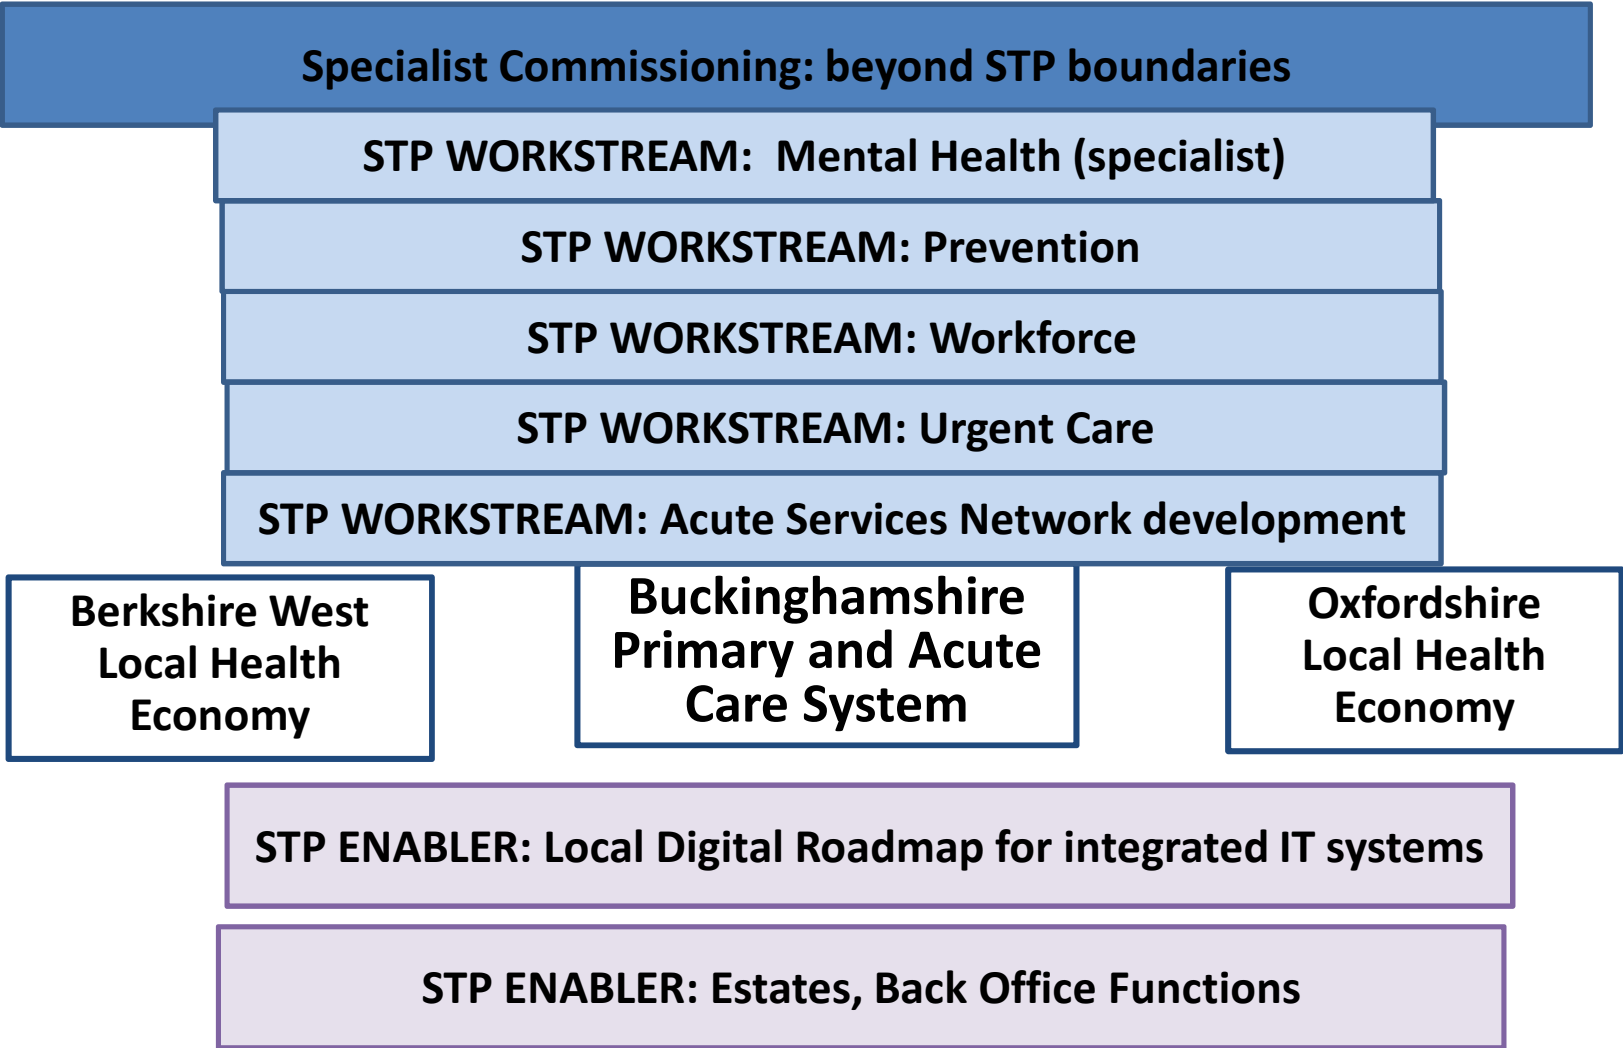 Specialist Commissioning: beyond STP boundaries
STP WORKSTREAM:  Mental Health (specialist)
STP WORKSTREAM: Prevention
STP WORKSTREAM: Workforce
STP WORKSTREAM: Urgent Care
STP WORKSTREAM: Acute Services Network development
Berkshire West
Local Health
Economy
Buckinghamshire
Primary and Acute
Care System
Oxfordshire
Local Health
Economy
STP ENABLER: Local Digital Roadmap for integrated IT systems
STP ENABLER: Estates, Back Office Functions